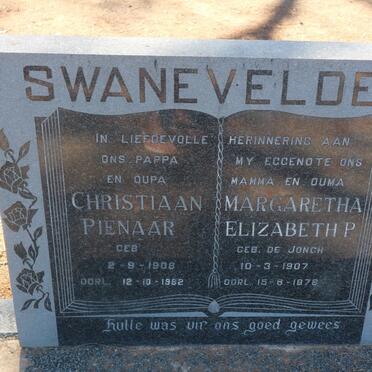 SWANEVELDE
IN LIEFDEVOLLE HERINNERING AAN
ONS PAPPA
EN OUPA
CHRISTIAAN
PIENAAR
GEB
2-9-1908
OORL. 12-10-1982
MY EGGENOTE ONS
MAMMA EN OUMA
MARGARETHA
ELIZABETH P.
GEB. DE JONGH
10-3-1907
OORL. 15-8-1978
Hulle was vir ons goed gewees